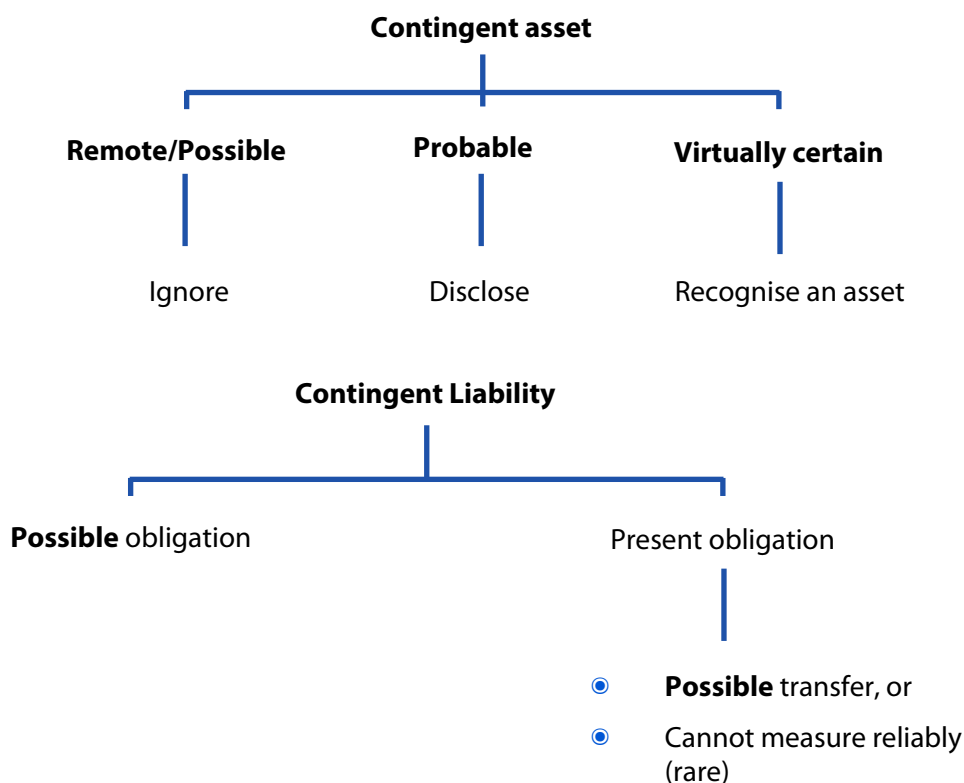 Contingent asset
Remote/Possible
Probable
Virtually certain
Ignore
Disclose
Recognise an asset
Contingent Liability
Possible obligation
Present obligation
Possible transfer, or
Cannot measure reliably
(rare)